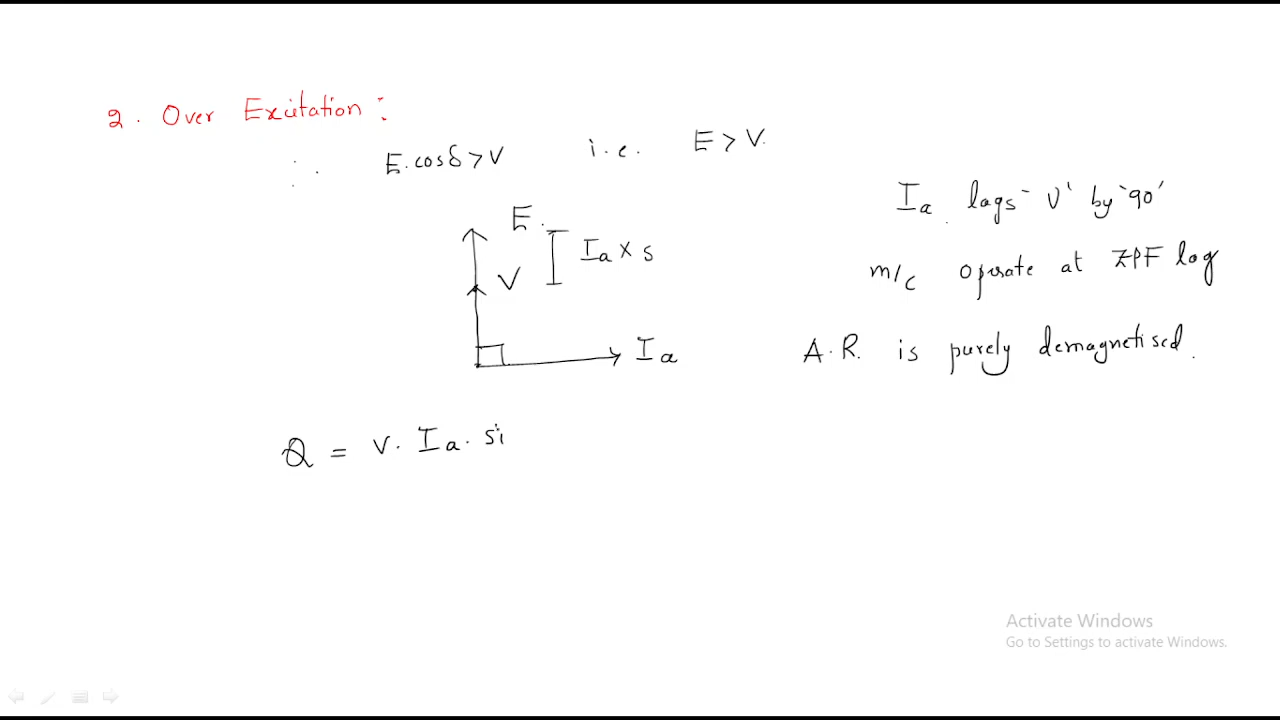 2. Over Excitation :
∴ E.cosδ > V i.e. E > V.
E.
Ia x s
V
Ia
Ia lags 'V' by '90'
m/c operate at ZPF lag
A.R. is purely demagnetised.
Q = V. Ia. si
Activate Windows
Go to Settings to activate Windows.